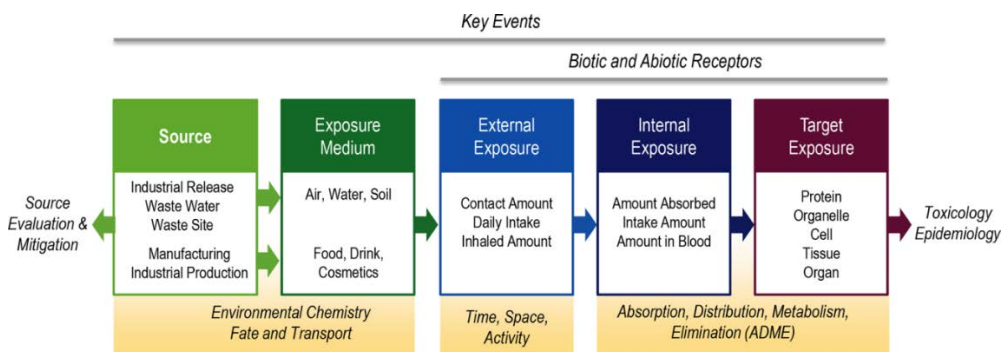 Key Events
Biotic and Abiotic Receptors
Source
Exposure
Medium
External
Exposure
Internal
Exposure
Target
Exposure
Source
Evaluation &
Mitigation
Industrial Release
Waste Water
Waste Site
Manufacturing
Industrial Production
Air, Water, Soil
Food, Drink,
Cosmetics
Contact Amount
Daily Intake
Inhaled Amount
Amount Absorbed
Intake Amount
Amount in Blood
Protein
Organelle
Cell
Tissue
Organ
Toxicology
Epidemiology
Environmental Chemistry
Fate and Transport
Time, Space,
Activity
Absorption, Distribution, Metabolism,
Elimination (ADME)